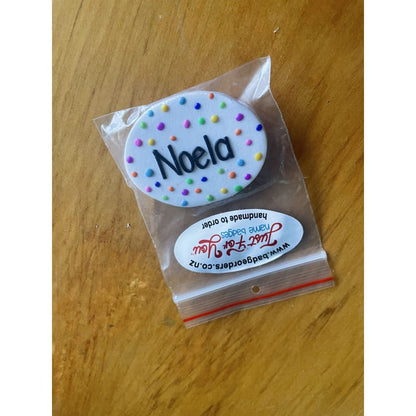 Noela
www.badgeorders.co.nz
Just For
You
name badges
handmade to order